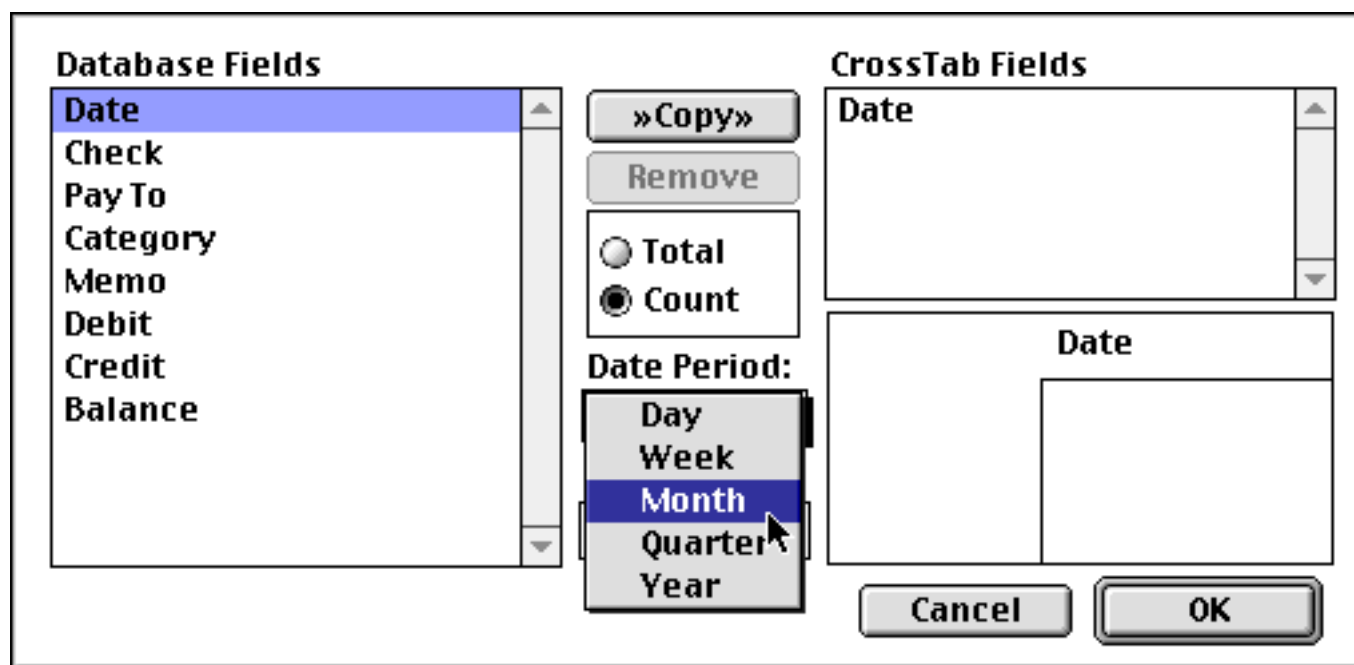 Database Fields
Date
Check
Pay To
Category
Memo
Debit
Credit
Balance
»Copy»
Remove
Total
Count
Date Period:
Day
Week
Month
Quarter
Year
CrossTab Fields
Date
Date
Cancel
OK